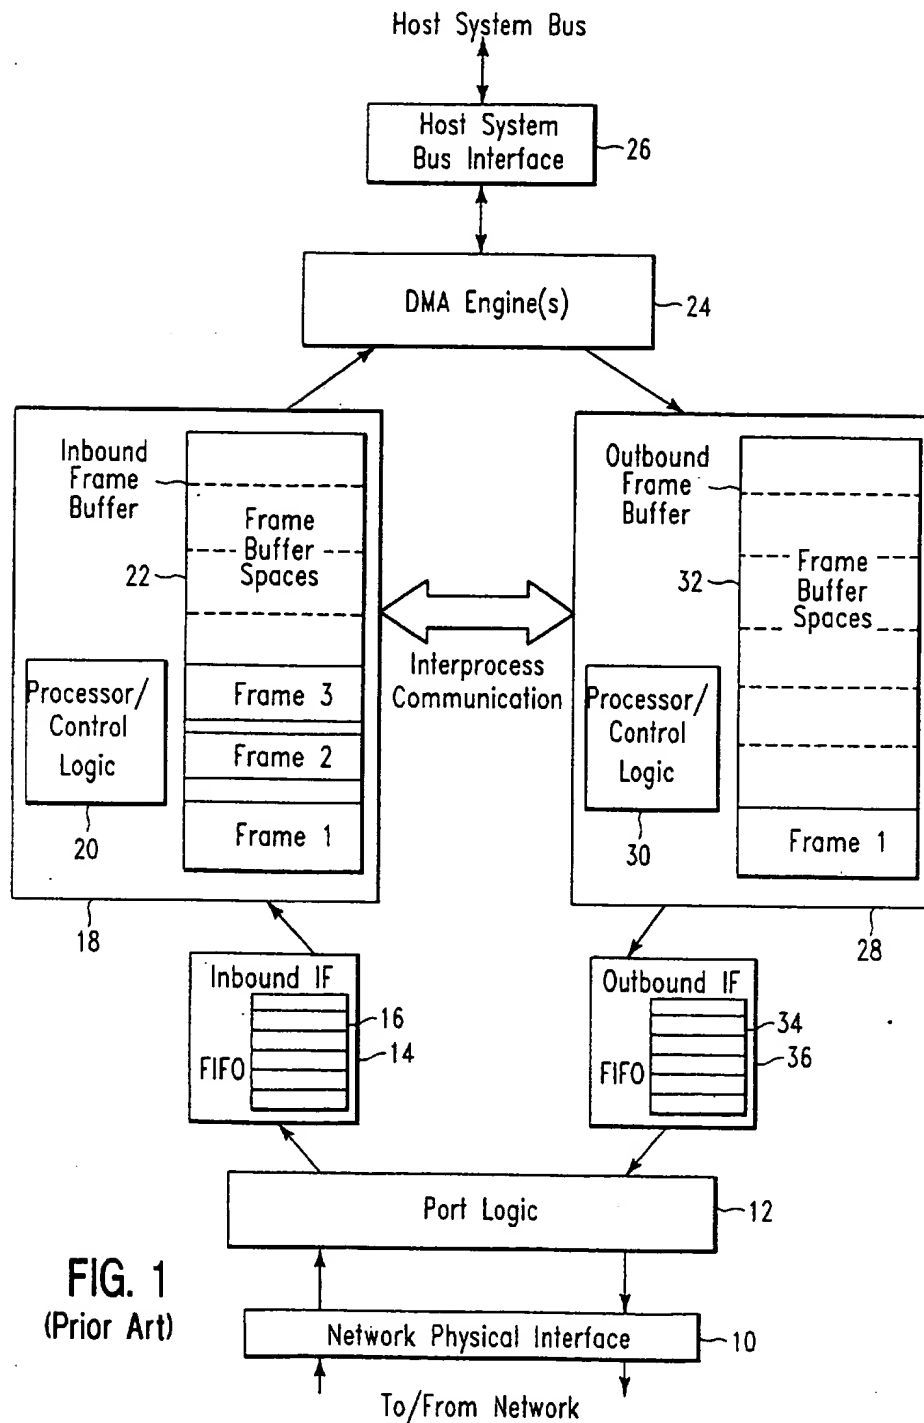 Host System Bus
Host System
Bus Interface
26
DMA Engine(s)
24
Inbound
Frame
Buffer
Frame
Buffer
Spaces
22
Frame 3
Frame 2
Frame 1
Processor/
Control
Logic
20
18
Interprocess
Communication
Outbound
Frame
Buffer
32
Frame
Buffer
Spaces
Processor/
Control
Logic
30
Frame 1
28
Inbound IF
16
14
FIFO
Outbound IF
34
36
FIFO
Port Logic
12
Network Physical Interface
10
To/From Network
FIG. 1
(Prior Art)